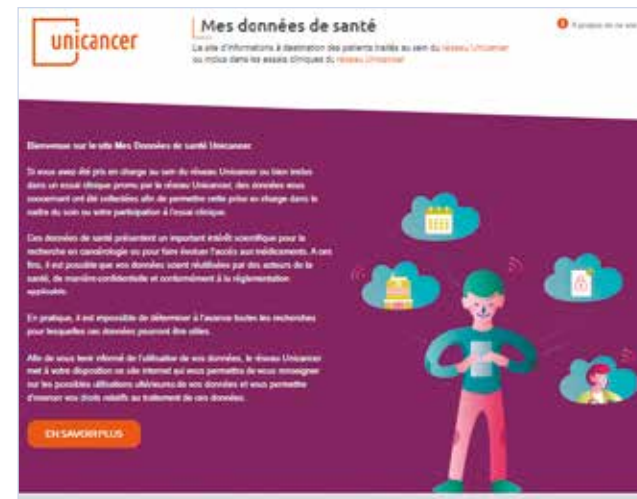 unicancer
Mes données de santé
Le site d'informations à destination des patients traités au sein du réseau Unicancer
ou inclus dans les essais cliniques du réseau Unicancer
A propos de ce site
Bienvenue sur le site Mes Données de santé Unicancer.
Si vous avez été pris en charge au sein du réseau Unicancer ou bien inclus
dans un essai clinique promu par le réseau Unicancer, des données vous
concernant ont été collectées afin de permettre cette prise en charge dans le
cadre du soin ou votre participation à l'essai clinique.
Ces données de santé présentent un important intérêt scientifique pour la
recherche en cancérologie ou pour faire évoluer l'accès aux médicaments. A ces
fins, il est possible que vos données soient réutilisées par des acteurs de la
santé, de manière confidentielle et conformément à la réglementation
applicable.
En pratique, il est impossible de déterminer à l'avance toutes les recherches
pour lesquelles ces données pourront être utiles.
Afin de vous tenir informé de l'utilisation de vos données, le réseau Unicancer
met à votre disposition ce site internet qui vous permettra de vous renseigner
sur les possibles utilisations ultérieures de vos données et vous permettre
d'exercer vos droits relatifs au traitement de ces données.
EN SAVOIR PLUS